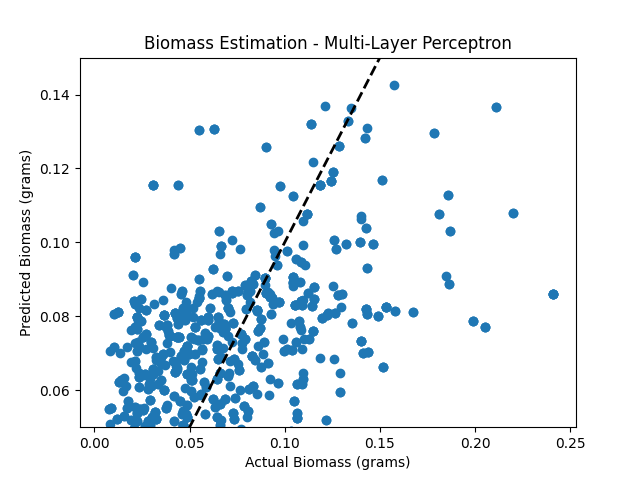 Biomass Estimation - Multi-Layer Perceptron
Predicted Biomass (grams)
0.14
0.12
0.10
0.08
0.06
0.00 0.05 0.10 0.15 0.20 0.25
Actual Biomass (grams)